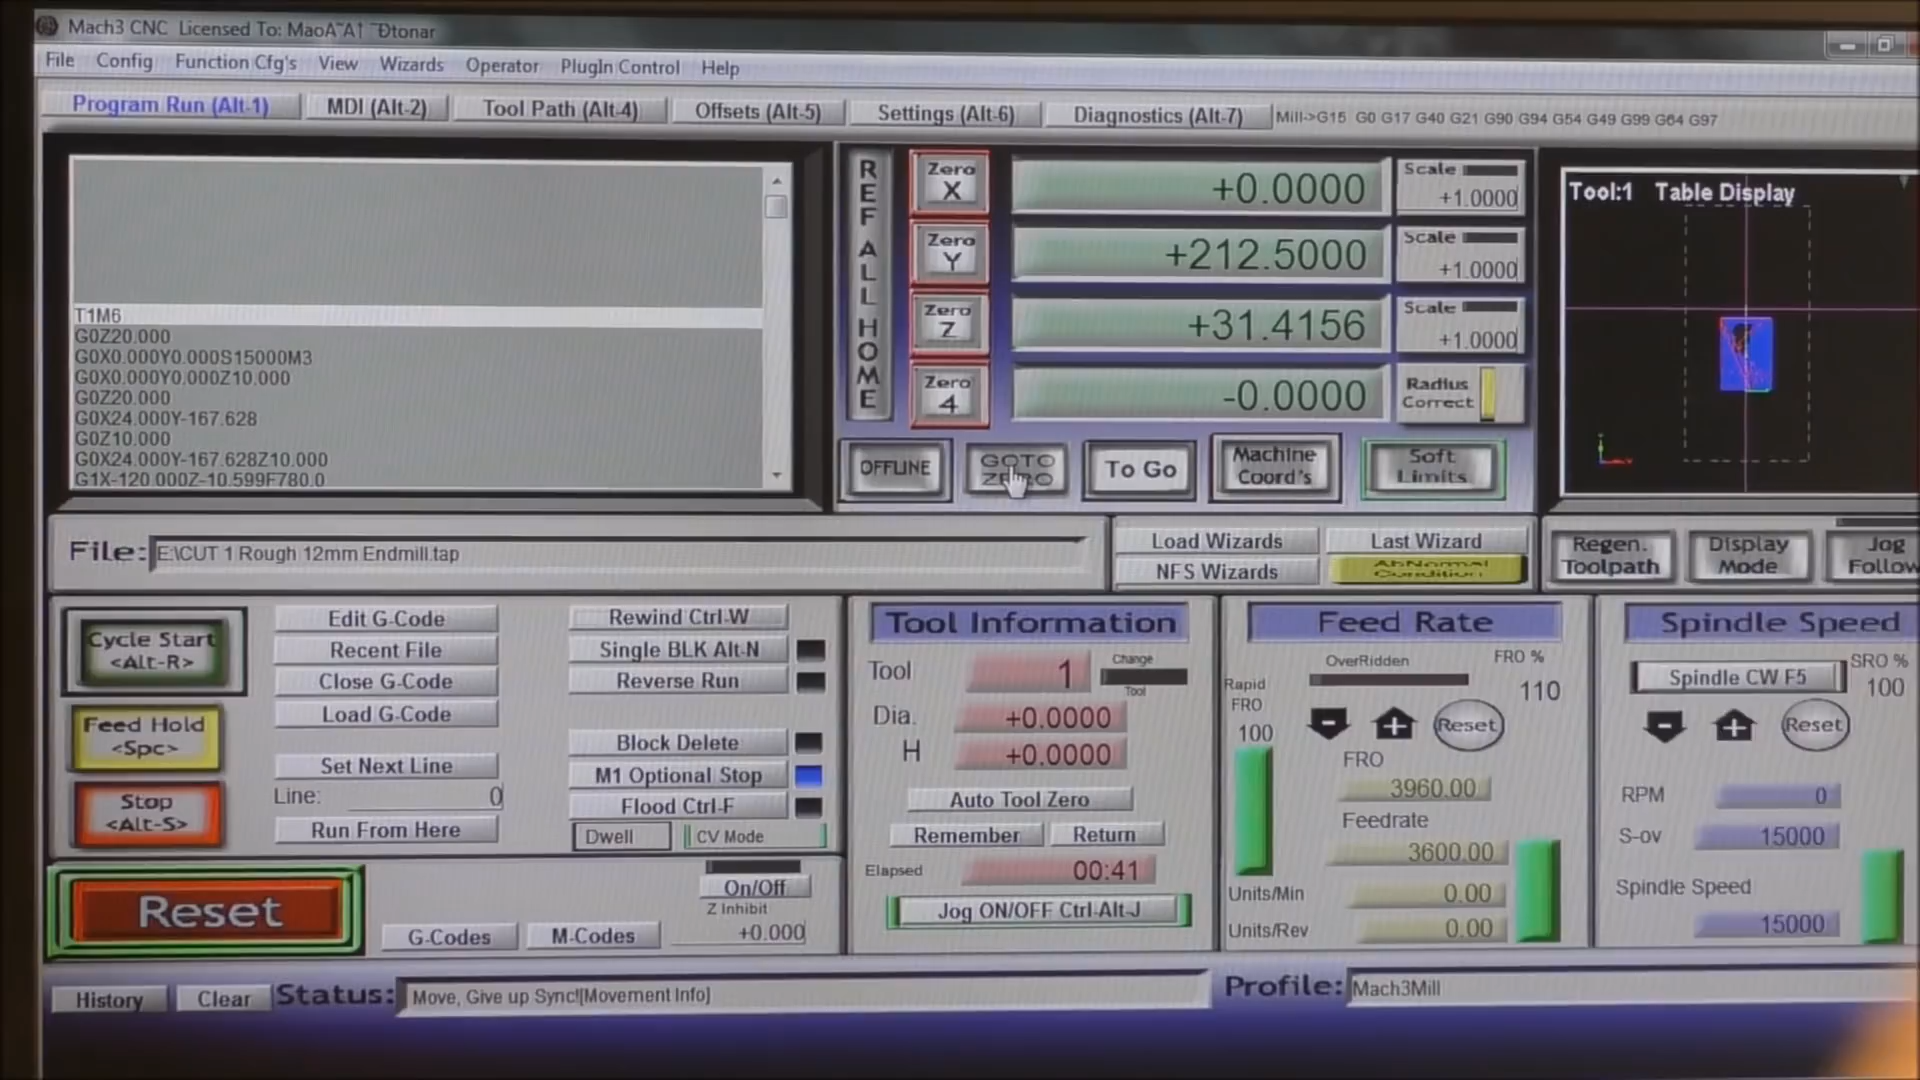 Mach3 CNC Licensed To: MaoA˜A† ˜Ðtonar
File Config Function Cfg's View Wizards Operator PlugIn Control Help
Program Run (Alt-1) MDI (Alt-2) Tool Path (Alt-4) Offsets (Alt-5) Settings (Alt-6) Diagnostics (Alt-7) Mill->G15 G0 G17 G40 G21 G90 G94 G54 G49 G99 G64 G97
T1M6
G0Z20.000
G0X0.000Y0.000S15000M3
G0X0.000Y0.000Z10.000
G0Z20.000
G0X24.000Y-167.628
G0Z10.000
G0X24.000Y-167.628Z10.000
G1X-120.000Z-10.599F780.0
REF ALL HOME
Zero X +0.0000 Scale +1.0000
Zero Y +212.5000 Scale +1.0000
Zero Z +31.4156 Scale +1.0000
Zero 4 -0.0000 Radius Correct
OFFLINE GOTO ZERO To Go Machine Coord's Soft Limits
Tool:1 Table Display
File: E:\CUT 1 Rough 12mm Endmill.tap
Load Wizards Last Wizard
NFS Wizards AbNormal Condition
Regen. Toolpath Display Mode Jog Follow
Cycle Start <Alt-R>
Feed Hold <Spc>
Stop <Alt-S>
Edit G-Code
Recent File
Close G-Code
Load G-Code
Set Next Line
Line: 0
Run From Here
Rewind Ctrl-W
Single BLK Alt-N
Reverse Run
Block Delete
M1 Optional Stop
Flood Ctrl-F
Dwell CV Mode
Reset
G-Codes M-Codes
On/Off
Z Inhibit
+0.000
Tool Information
Tool 1 Change Tool
Dia. +0.0000
H +0.0000
Auto Tool Zero
Remember Return
Elapsed 00:41
Jog ON/OFF Ctrl-Alt-J
Feed Rate
OverRidden FRO % 110
Rapid FRO 100
Reset
FRO
3960.00
Feedrate
3600.00
Units/Min 0.00
Units/Rev 0.00
Spindle Speed
Spindle CW F5 SRO % 100
Reset
RPM 0
S-ov 15000
Spindle Speed
15000
History Clear Status: Move, Give up Sync![Movement Info] Profile: Mach3Mill